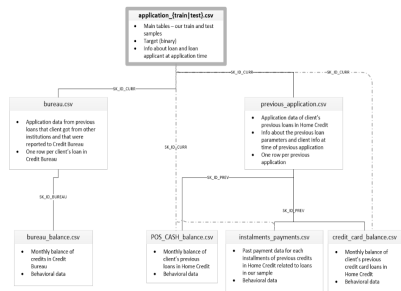 application_{train|test}.csv
• Main tables – our train and test
samples
• Target (binary)
• Info about loan and loan
applicant at application time
SK_ID_CURR
SK_ID_CURR
SK_ID_CURR
bureau.csv
• Application data from previous
loans that client got from other
institutions and that were
reported to Credit Bureau
• One row per client's loan in
Credit Bureau
previous_application.csv
• Application data of client's
previous loans in Home Credit
• Info about the previous loan
parameters and client info at
time of previous application
• One row per previous
application
SK_ID_CURR
SK_ID_PREV
SK_ID_BUREAU
SK_ID_PREV
bureau_balance.csv
• Monthly balance of
credits in Credit
Bureau
• Behavioral data
POS_CASH_balance.csv
• Monthly balance of
client's previous
loans in Home Credit
• Behavioral data
instalments_payments.csv
• Past payment data for each
installments of previous credits
in Home Credit related to loans
in our sample
• Behavioral data
credit_card_balance.csv
• Monthly balance of
client's previous
credit card loans in
Home Credit
• Behavioral data